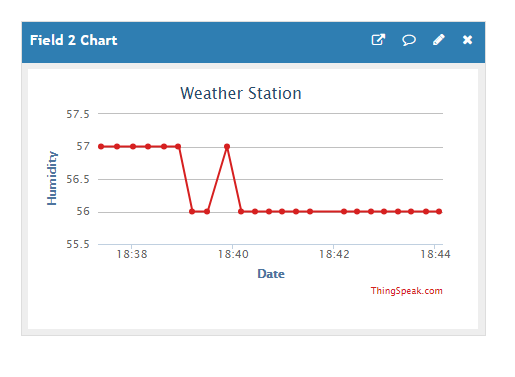 Field 2 Chart
Weather Station
57.5
57
56.5
56
55.5
Humidity
18:38 18:40 18:42 18:44
Date
ThingSpeak.com